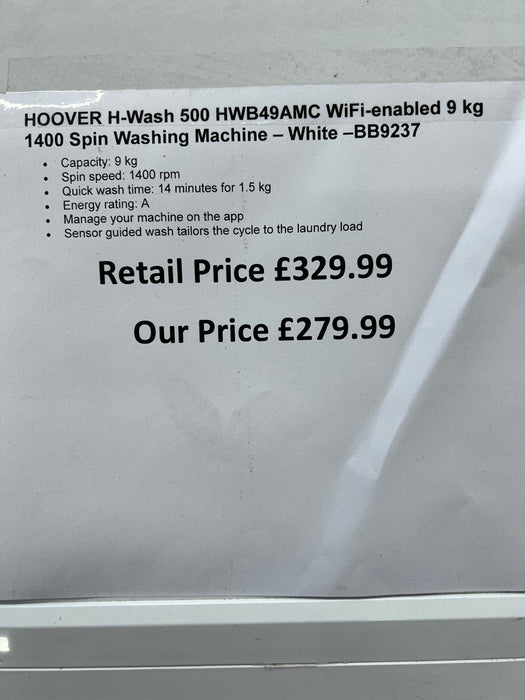 HOOVER H-Wash 500 HWB49AMC WiFi-enabled 9 kg
1400 Spin Washing Machine – White –BB9237
• Capacity: 9 kg
• Spin speed: 1400 rpm
• Quick wash time: 14 minutes for 1.5 kg
• Energy rating: A
• Manage your machine on the app
• Sensor guided wash tailors the cycle to the laundry load
Retail Price £329.99
Our Price £279.99